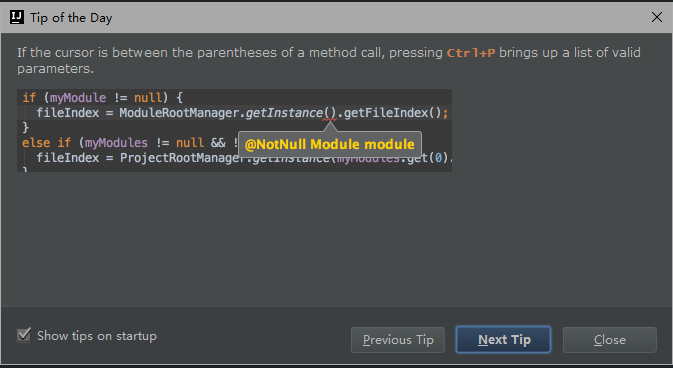 IJ Tip of the Day
If the cursor is between the parentheses of a method call, pressing Ctrl+P brings up a list of valid
parameters.
if (myModule != null) {
fileIndex = ModuleRootManager.getInstance().getFileIndex();
}
@NotNull Module module
else if (myModules != null && !
fileIndex = ProjectRootManager.getInstance(myModules.get(0).
}
Show tips on startup
Previous Tip
Next Tip
Close